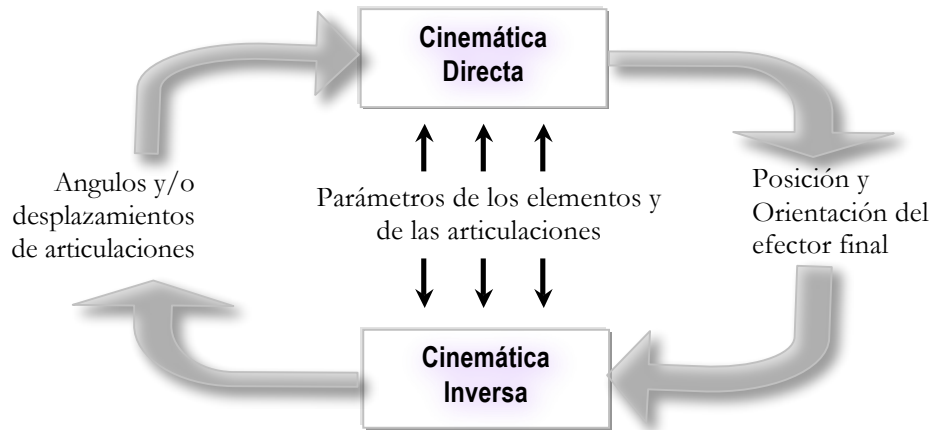 Cinemática
Directa
Angulos y/o
desplazamientos
de articulaciones
Parámetros de los elementos y
de las articulaciones
Posición y
Orientación del
efector final
Cinemática
Inversa